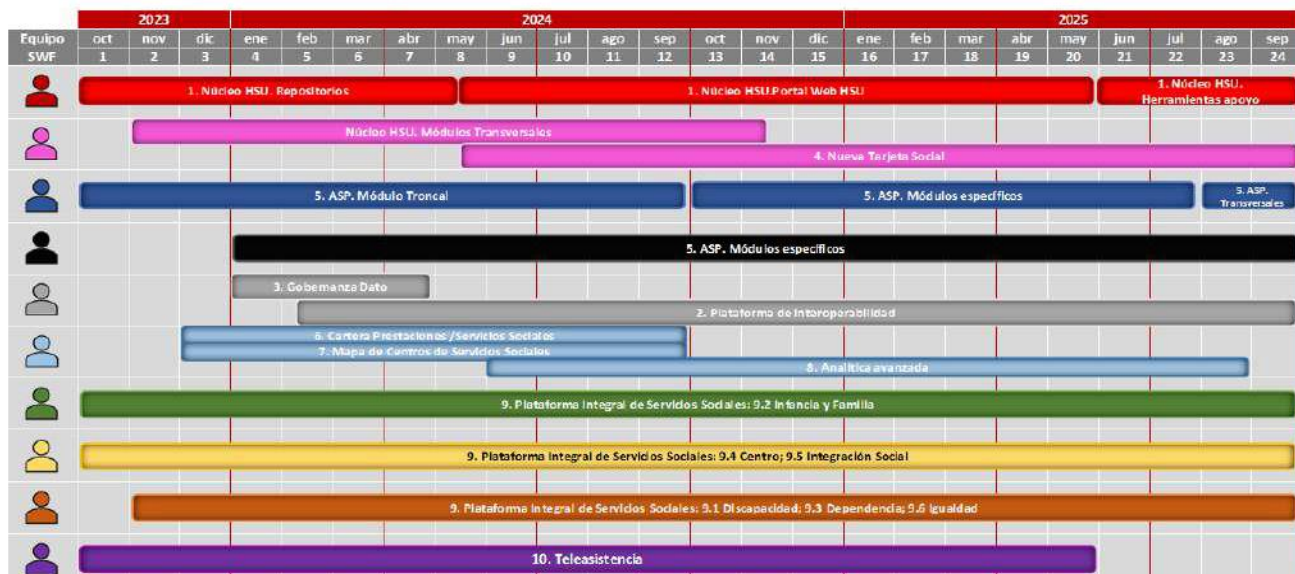 2023 2024 2025
Equipo oct nov dic ene feb mar abr may jun jul ago sep oct nov dic ene feb mar abr may jun jul ago sep
SWF 1 2 3 4 5 6 7 8 9 10 11 12 13 14 15 16 17 18 19 20 21 22 23 24
1. Núcleo HSU. Repositorios
1. Núcleo HSU.Portal Web HSU
1. Núcleo HSU.
Herramientas apoyo
Núcleo HSU. Módulos Transversales
4. Nueva Tarjeta Social
5. ASP. Módulo Troncal
5. ASP. Módulos específicos
5. ASP.
Transversales
5. ASP. Módulos específicos
3. Gobernanza Dato
2. Plataforma de Interoperabilidad
6. Cartera Prestaciones /Servicios Sociales
7. Mapa de Centros de Servicios Sociales
8. Analítica avanzada
9. Plataforma Integral de Servicios Sociales: 9.2 Infancia y Familia
9. Plataforma Integral de Servicios Sociales: 9.4 Centro; 9.5 Integración Social
9. Plataforma Integral de Servicios Sociales: 9.1 Discapacidad; 9.3 Dependencia; 9.6 Igualdad
10. Teleasistencia